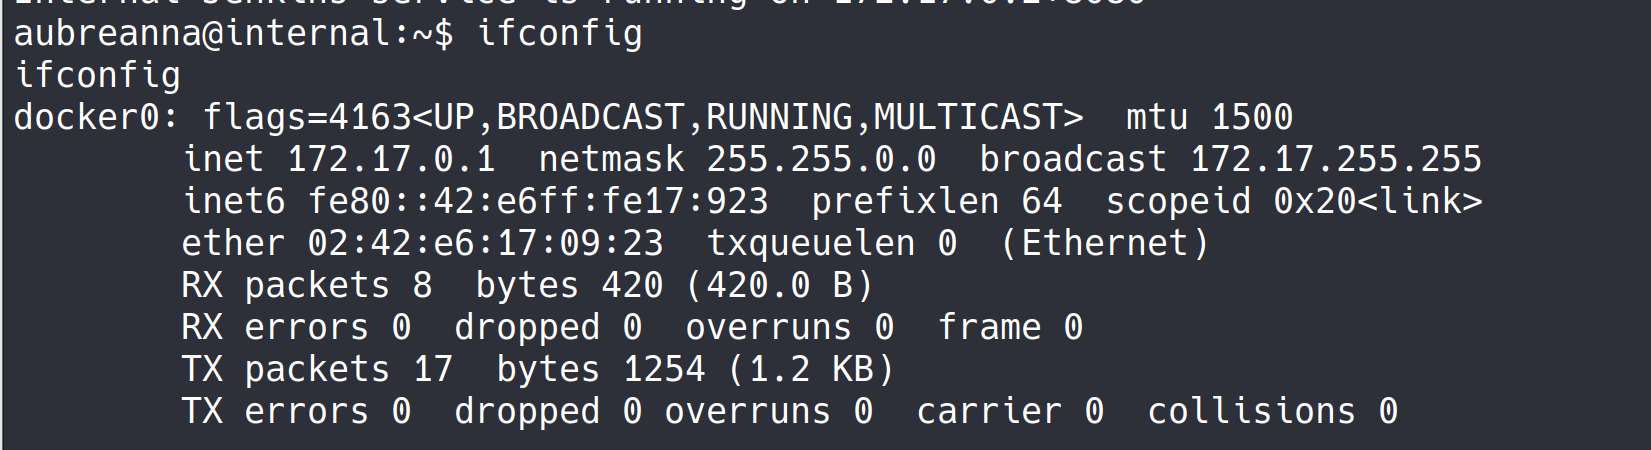 aubreanna@internal:~$ ifconfig
ifconfig
docker0: flags=4163<UP,BROADCAST,RUNNING,MULTICAST>  mtu 1500
        inet 172.17.0.1  netmask 255.255.0.0  broadcast 172.17.255.255
        inet6 fe80::42:e6ff:fe17:923  prefixlen 64  scopeid 0x20<link>
        ether 02:42:e6:17:09:23  txqueuelen 0  (Ethernet)
        RX packets 8  bytes 420 (420.0 B)
        RX errors 0  dropped 0  overruns 0  frame 0
        TX packets 17  bytes 1254 (1.2 KB)
        TX errors 0  dropped 0 overruns 0  carrier 0  collisions 0